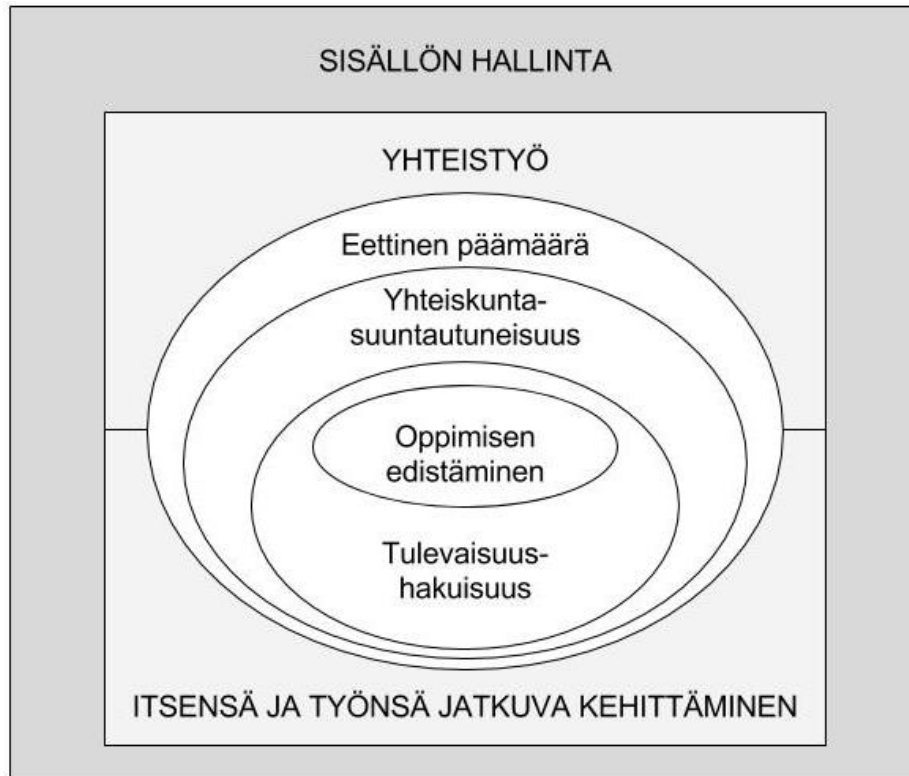 SISÄLLÖN HALLINTA
YHTEISTYÖ
Eettinen päämäärä
Yhteiskunta-
suuntautuneisuus
Oppimisen
edistäminen
Tulevaisuus-
hakuisuus
ITSENSÄ JA TYÖNSÄ JATKUVA KEHITTÄMINEN